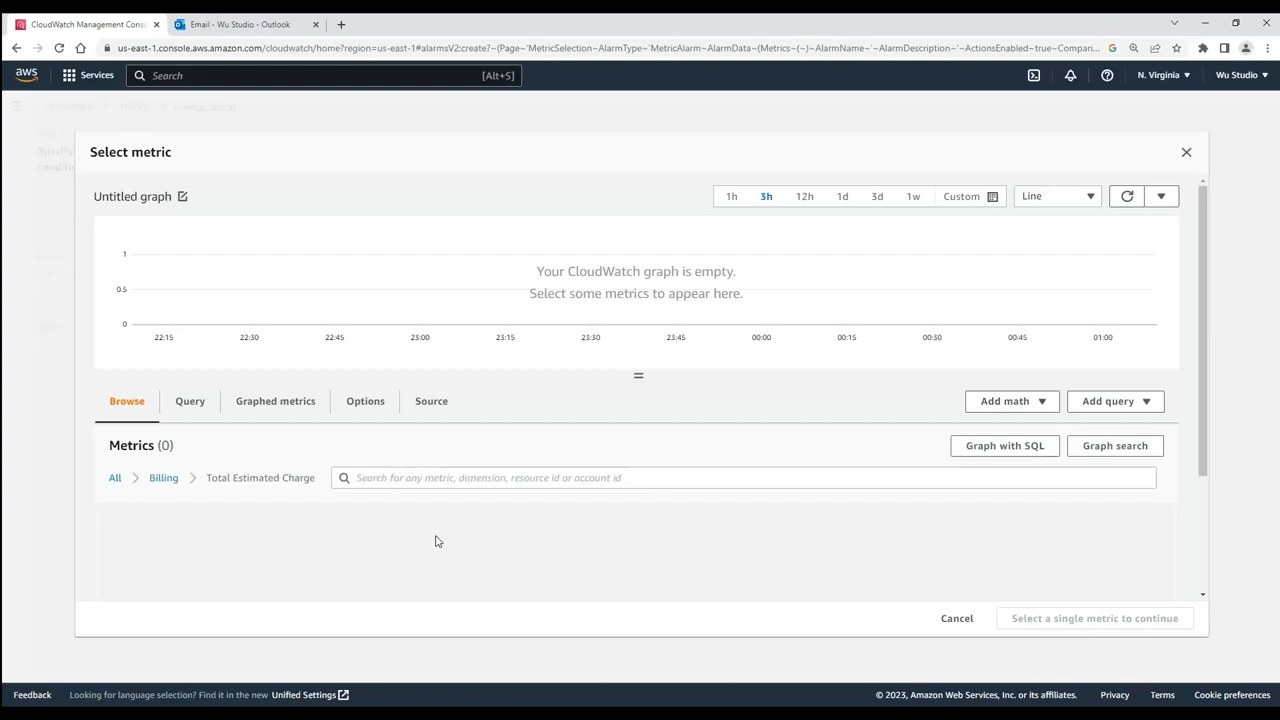 CloudWatch Management Conso
Email - Wu Studio - Outlook
us-east-1.console.aws.amazon.com/cloudwatch/home?region=us-east-1#alarmsV2:create?~(Page~'MetricSelection~AlarmType~'MetricAlarm~AlarmData~(Metrics~(~)~AlarmName~'~AlarmDescription~'~ActionsEnabled~true~Compari...
aws
Services
Search
[Alt+S]
N. Virginia
Wu Studio
Select metric
Untitled graph
1h
3h
12h
1d
3d
1w
Custom
Line
1
0.5
0
Your CloudWatch graph is empty.
Select some metrics to appear here.
22:15
22:30
22:45
23:00
23:15
23:30
23:45
00:00
00:15
00:30
00:45
01:00
Browse
Query
Graphed metrics
Options
Source
Add math
Add query
Metrics (0)
Graph with SQL
Graph search
All
Billing
Total Estimated Charge
Search for any metric, dimension, resource id or account id
Cancel
Select a single metric to continue
Feedback
Looking for language selection? Find it in the new Unified Settings
© 2023, Amazon Web Services, Inc. or its affiliates.
Privacy
Terms
Cookie preferences